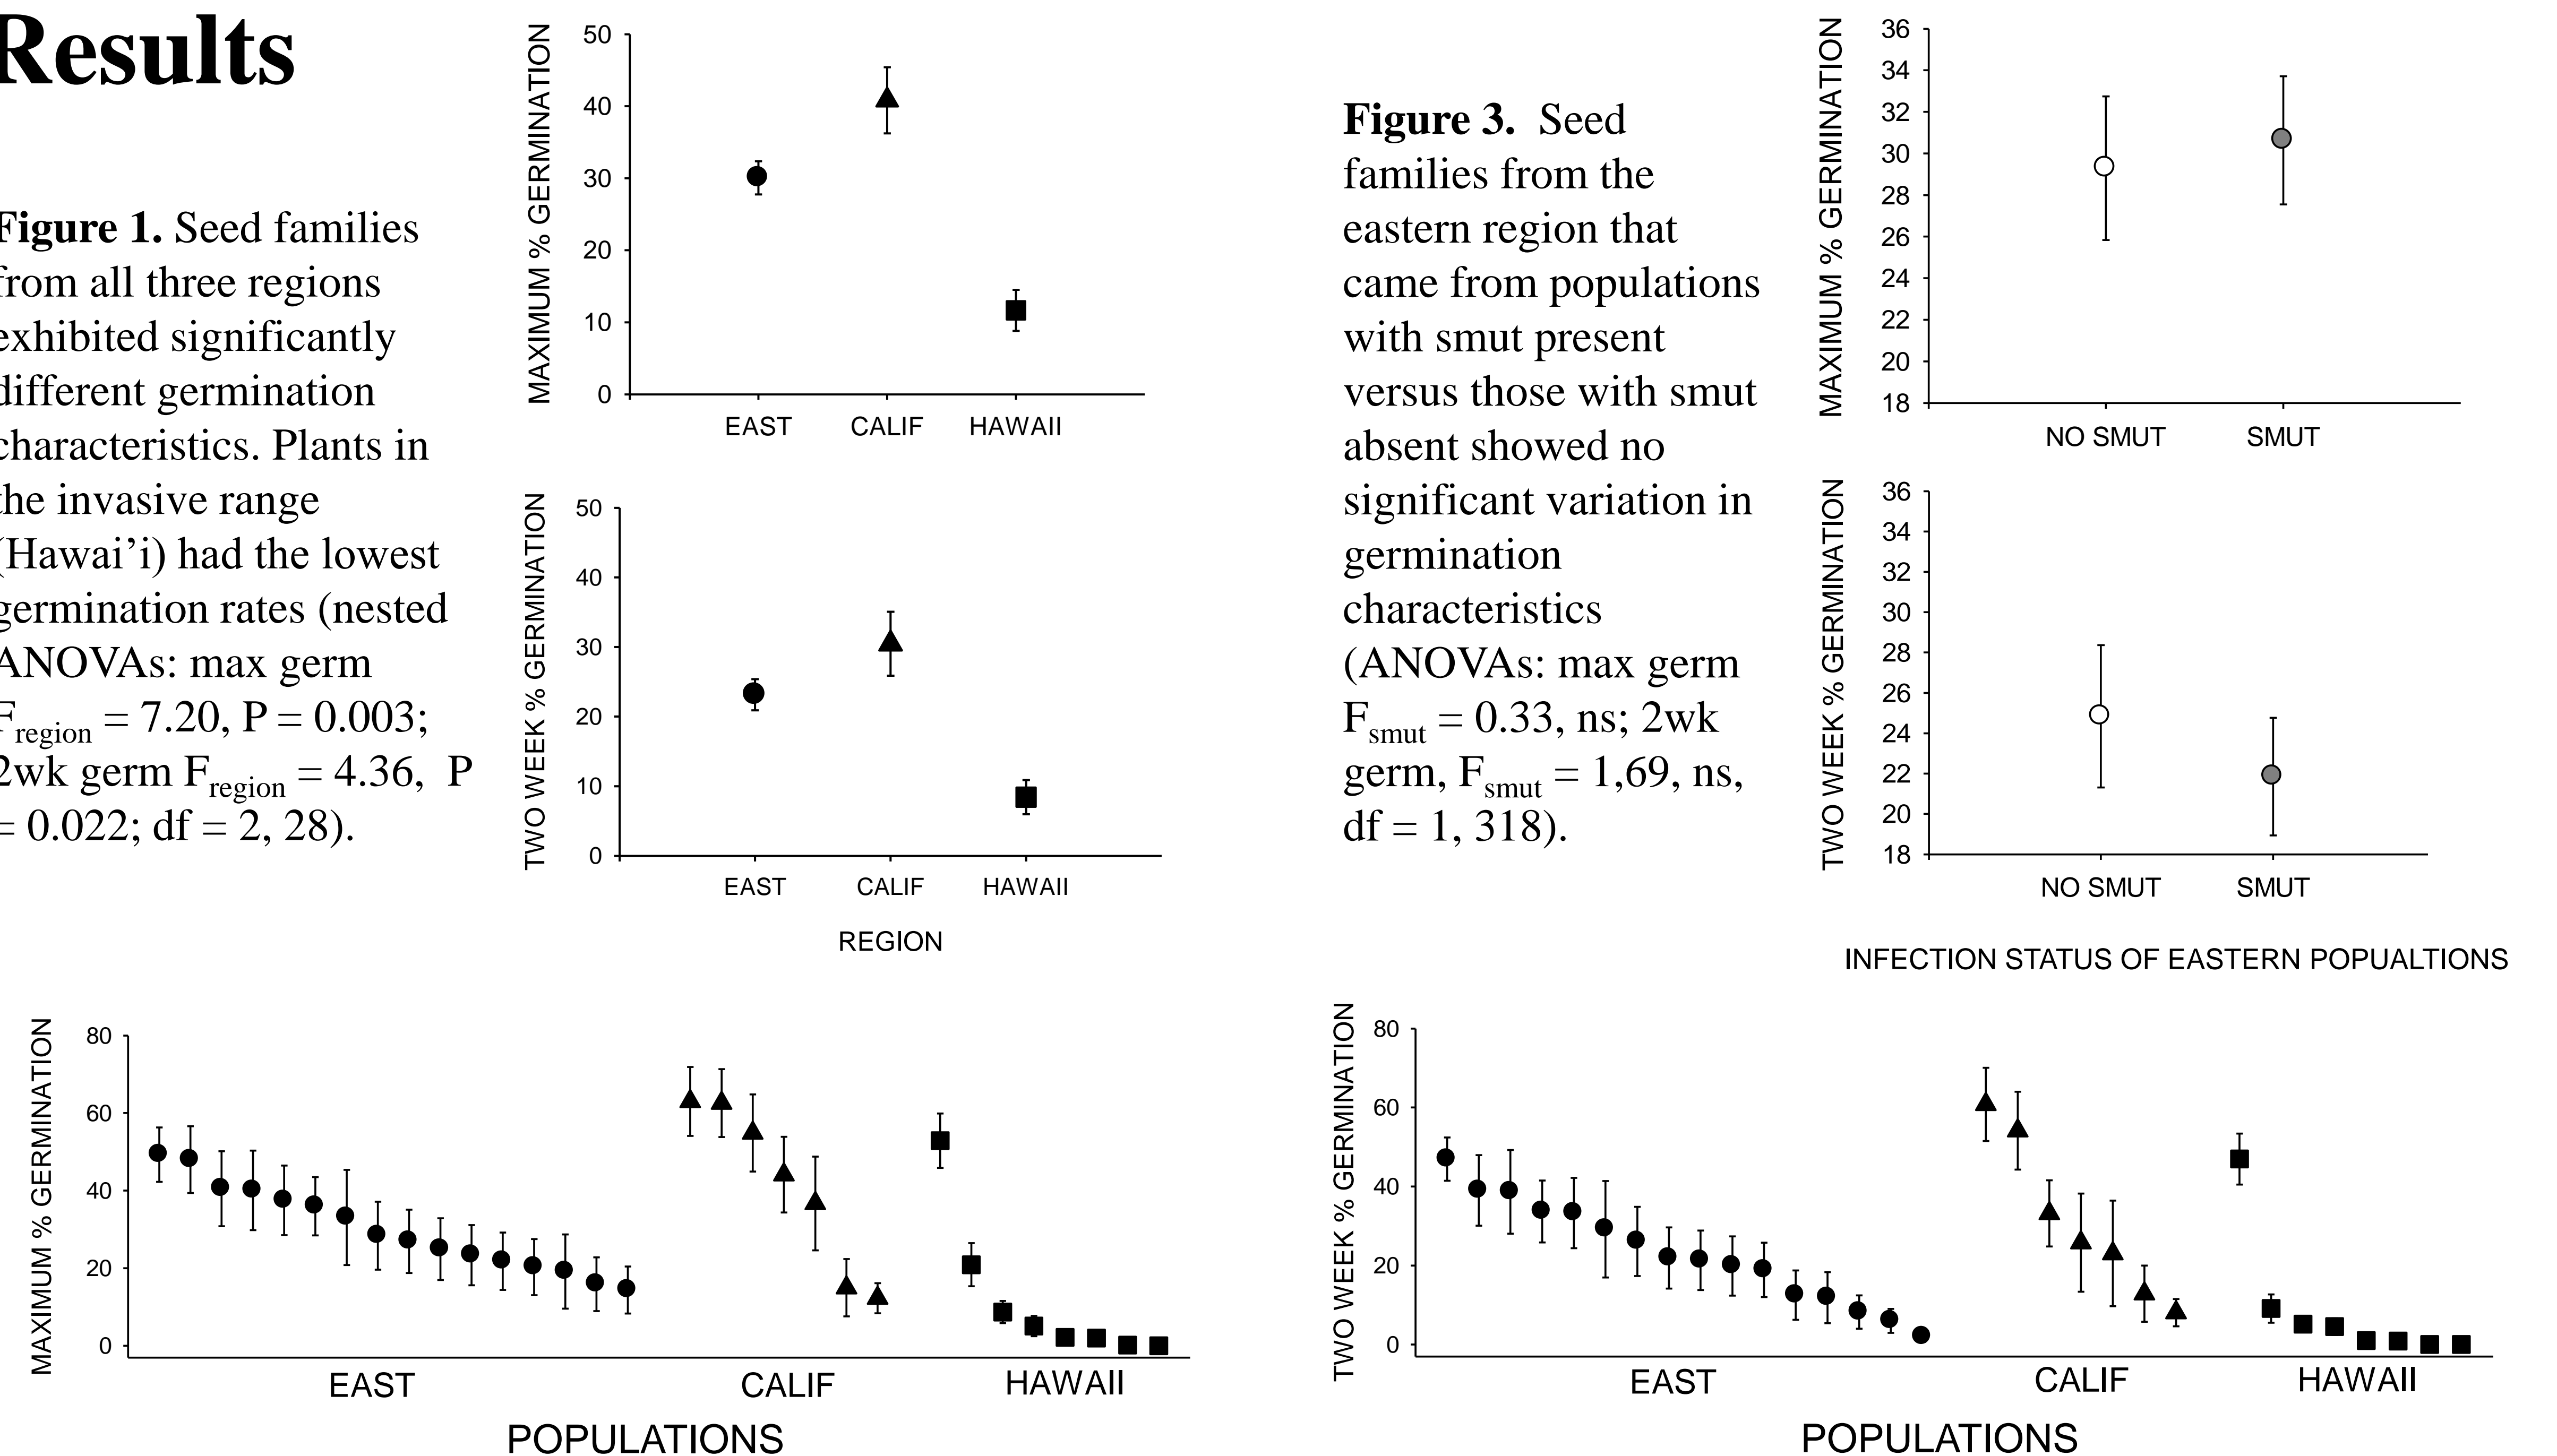 Results
Figure 1. Seed families
from all three regions
exhibited significantly
different germination
characteristics. Plants in
the invasive range
(Hawai’i) had the lowest
germination rates (nested
ANOVAs: max germ
Fregion = 7.20, P = 0.003;
2wk germ Fregion = 4.36, P
= 0.022; df = 2, 28).
MAXIMUM % GERMINATION
50
40
30
20
10
0
EAST CALIF HAWAII
TWO WEEK % GERMINATION
50
40
30
20
10
0
EAST CALIF HAWAII
REGION
Figure 3. Seed
families from the
eastern region that
came from populations
with smut present
versus those with smut
absent showed no
significant variation in
germination
characteristics
(ANOVAs: max germ
Fsmut = 0.33, ns; 2wk
germ, Fsmut = 1,69, ns,
df = 1, 318).
MAXIMUM % GERMINATION
36
34
32
30
28
26
24
22
20
18
NO SMUT SMUT
TWO WEEK % GERMINATION
36
34
32
30
28
26
24
22
20
18
NO SMUT SMUT
INFECTION STATUS OF EASTERN POPUALTIONS
MAXIMUM % GERMINATION
80
60
40
20
0
EAST CALIF HAWAII
POPULATIONS
TWO WEEK % GERMINATION
80
60
40
20
0
EAST CALIF HAWAII
POPULATIONS